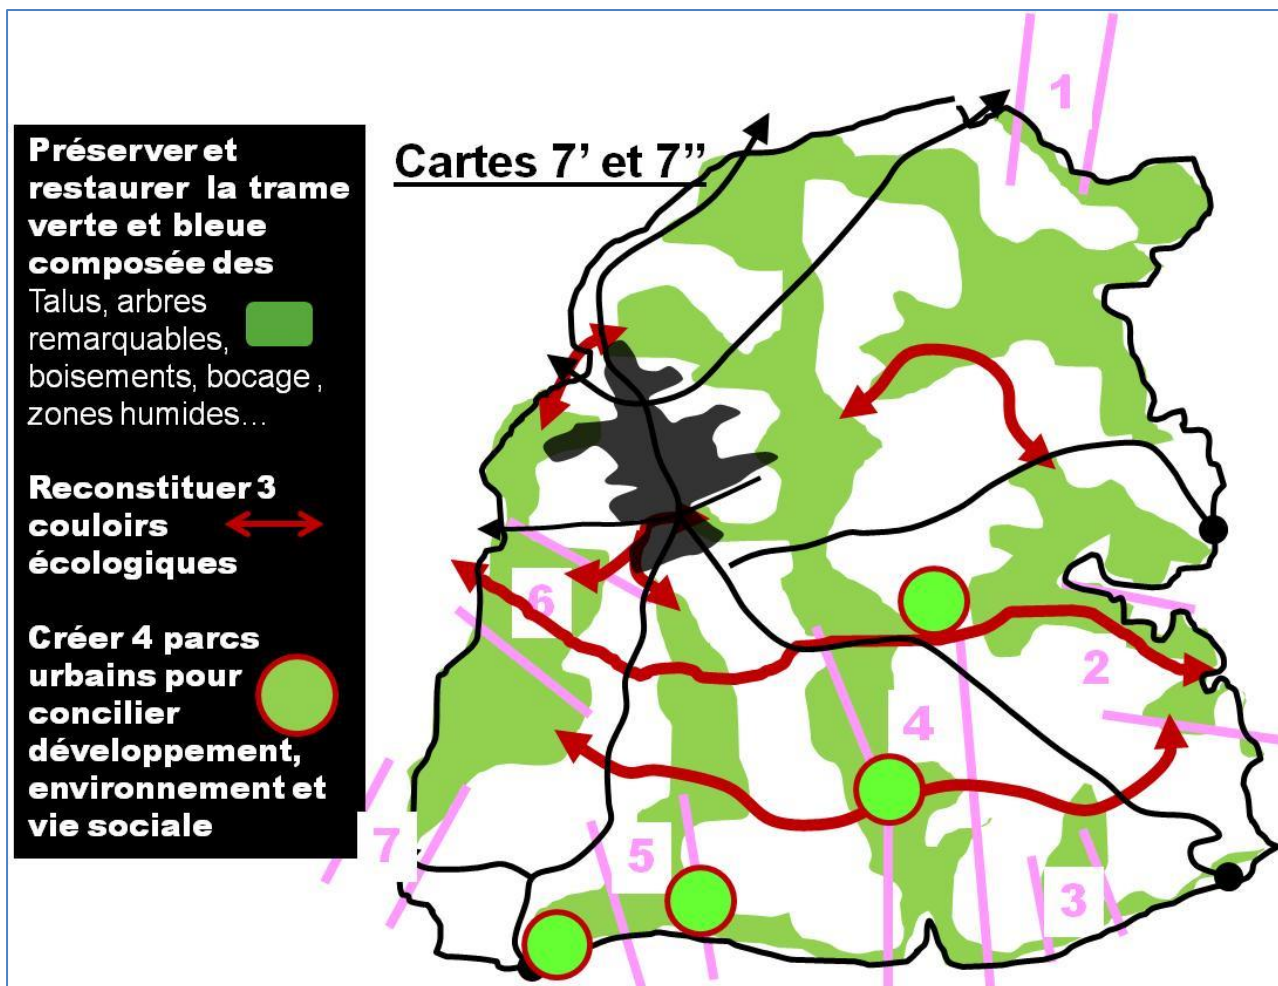 Préserver et
restaurer la trame
verte et bleue
composée des
Talus, arbres
remarquables,
boisements, bocage ,
zones humides...
Reconstituer 3
couloirs
écologiques
Créer 4 parcs
urbains pour
concilier
développement,
environnement et
vie sociale
Cartes 7’ et 7’’
1
6
2
4
7
5
3